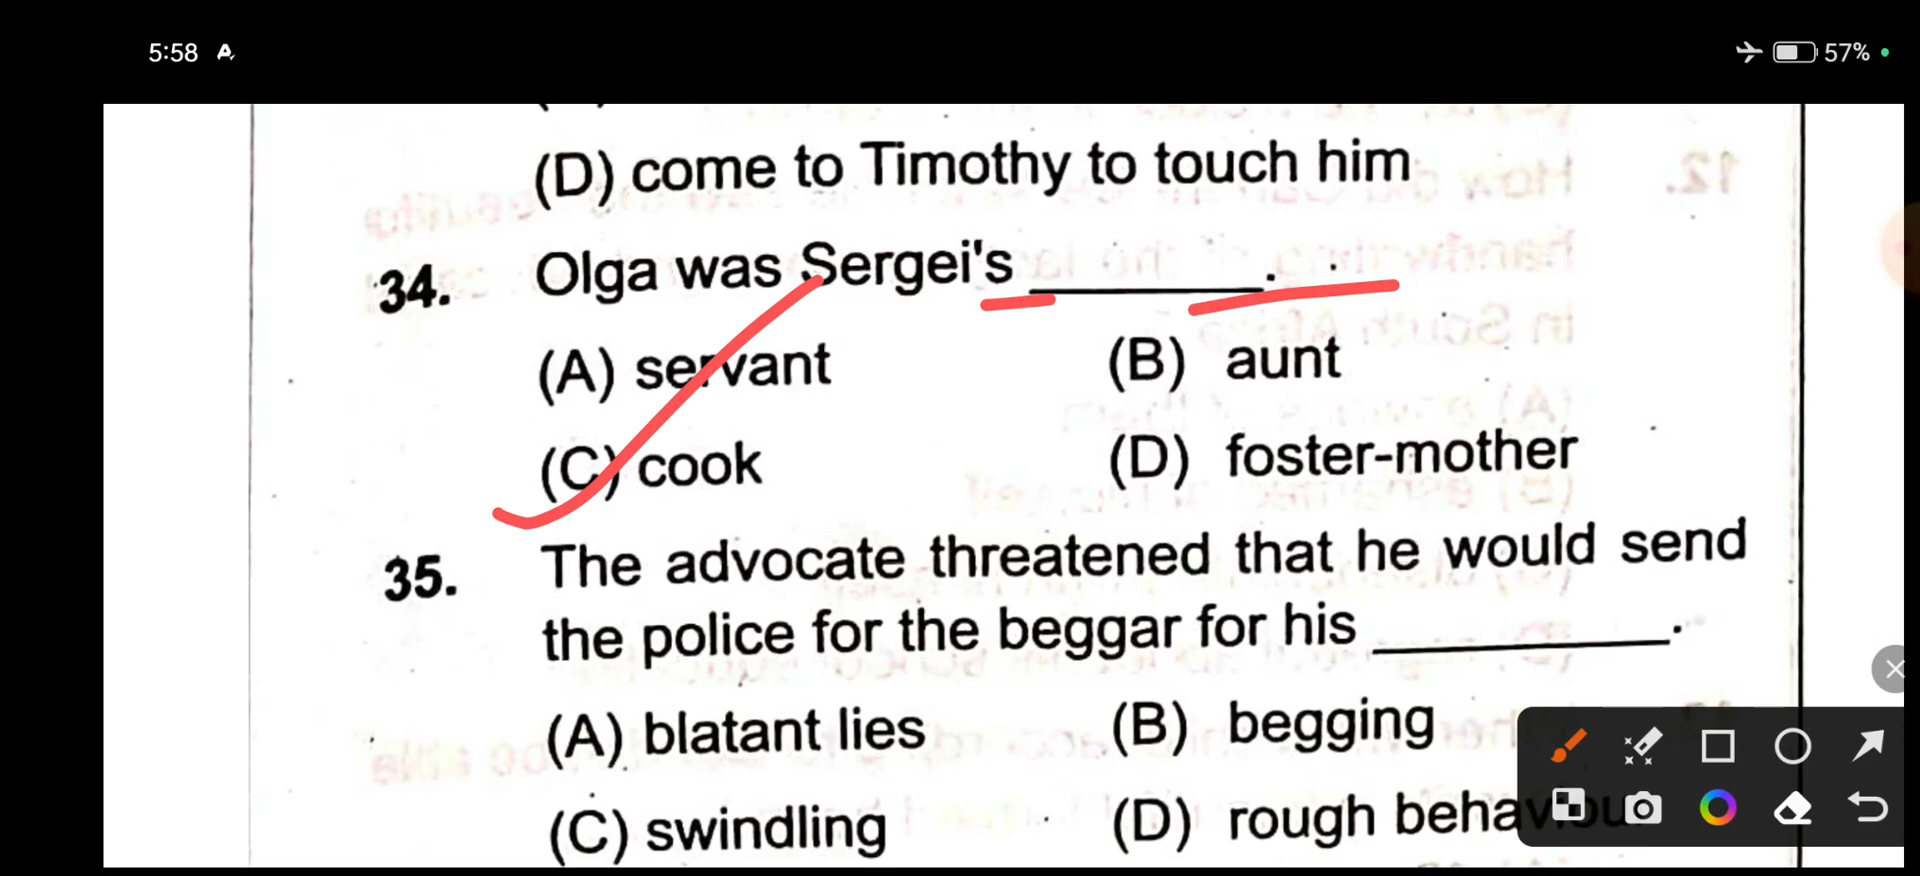 5:58
57%
(D) come to Timothy to touch him
34. Olga was Sergei's ________.
(A) servant (B) aunt
(C) cook (D) foster-mother
35. The advocate threatened that he would send
the police for the beggar for his ________.
(A) blatant lies (B) begging
(C) swindling (D) rough behaviour